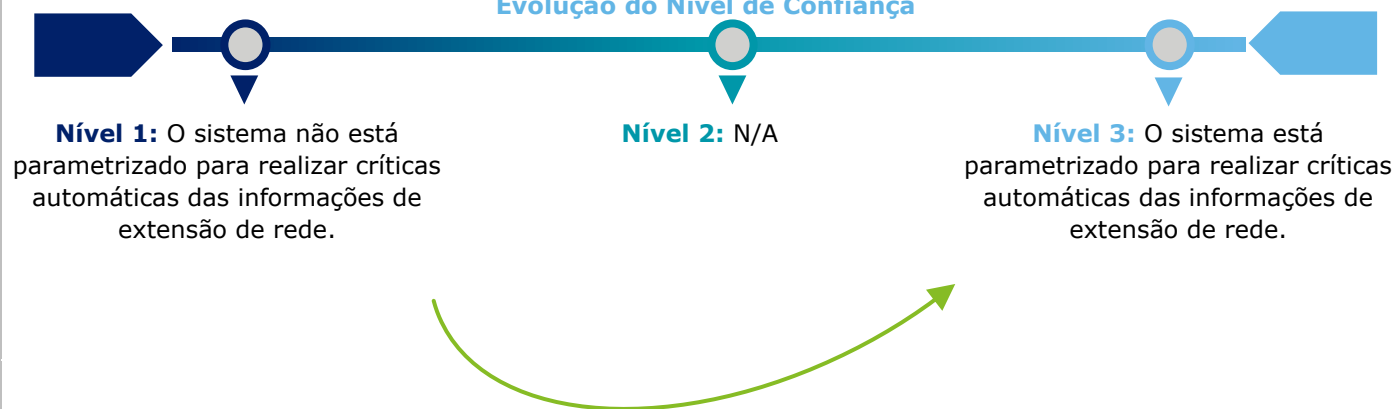 Evolução do Nível de Confiança
Nível 1: O sistema não está
parametrizado para realizar críticas
automáticas das informações de
extensão de rede.
Nível 2: N/A
Nível 3: O sistema está
parametrizado para realizar críticas
automáticas das informações de
extensão de rede.